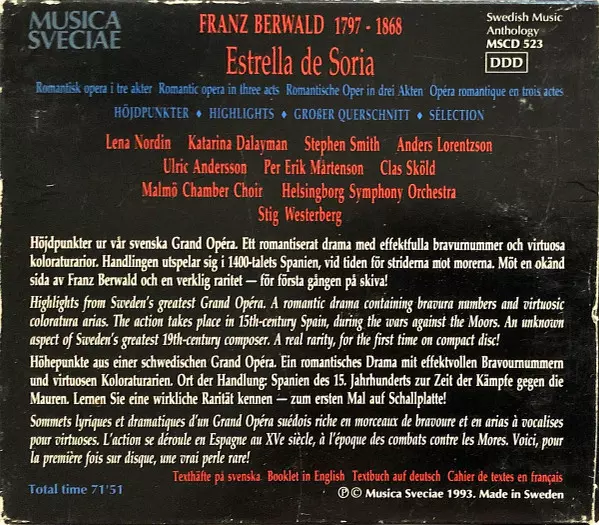 MUSICA
SVECIAE
FRANZ BERWALD 1797 - 1868
Swedish Music
Anthology
MSCD 523
DDD
Estrella de Soria
Romantisk opera i tre akter Romantic opera in three acts Romantische Oper in drei Akten Opéra romantique en trois actes
HÖJDPUNKTER ♦ HIGHLIGHTS ♦ GROßER QUERSCHNITT ♦ SÉLECTION
Lena Nordin Katarina Dalayman Stephen Smith Anders Lorentzson
Ulric Andersson Per Erik Mårtenson Clas Sköld
Malmö Chamber Choir Helsingborg Symphony Orchestra
Stig Westerberg
Höjdpunkter ur vår svenska Grand Opéra. Ett romantiserat drama med effektfulla bravurnummer och virtuosa
koloraturarior. Handlingen utspelar sig i 1400-talets Spanien, vid tiden för striderna mot morerna. Möt en okänd
sida av Franz Berwald och en verklig raritet — för första gången på skiva!
Highlights from Sweden's greatest Grand Opéra. A romantic drama containing bravura numbers and virtuosic
coloratura arias. The action takes place in 15th-century Spain, during the wars against the Moors. An unknown
aspect of Sweden's greatest 19th-century composer. A real rarity, for the first time on compact disc!
Höhepunkte aus einer schwedischen Grand Opéra. Ein romantisches Drama mit effektvollen Bravournummern
und virtuosen Koloraturarien. Ort der Handlung: Spanien des 15. Jahrhunderts zur Zeit der Kämpfe gegen die
Mauren. Lernen Sie eine wirkliche Rarität kennen — zum ersten Mal auf Schallplatte!
Sommets lyriques et dramatiques d'un Grand Opéra suédois riche en morceaux de bravoure et en arias à vocalises
pour virtuoses. L'action se déroule en Espagne au XVe siècle, à l'époque des combats contre les Mores. Voici, pour
la première fois sur disque, une vrai perle rare!
Texthäfte på svenska. Booklet in English Textbuch auf deutsch Cahier de textes en français
Total time 71'51
℗ © Musica Sveciae 1993. Made in Sweden